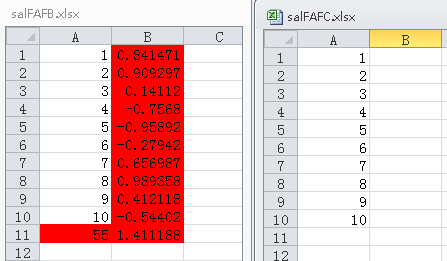 salFAFB.xlsx
A B C
1 1 0.841471
2 2 0.909297
3 3 0.14112
4 4 -0.7568
5 5 -0.95892
6 6 -0.27942
7 7 0.656987
8 8 0.989358
9 9 0.412118
10 10 -0.54402
11 55 1.411188
12
salFAFC.xlsx
A B
1 1
2 2
3 3
4 4
5 5
6 6
7 7
8 8
9 9
10 10
11
12